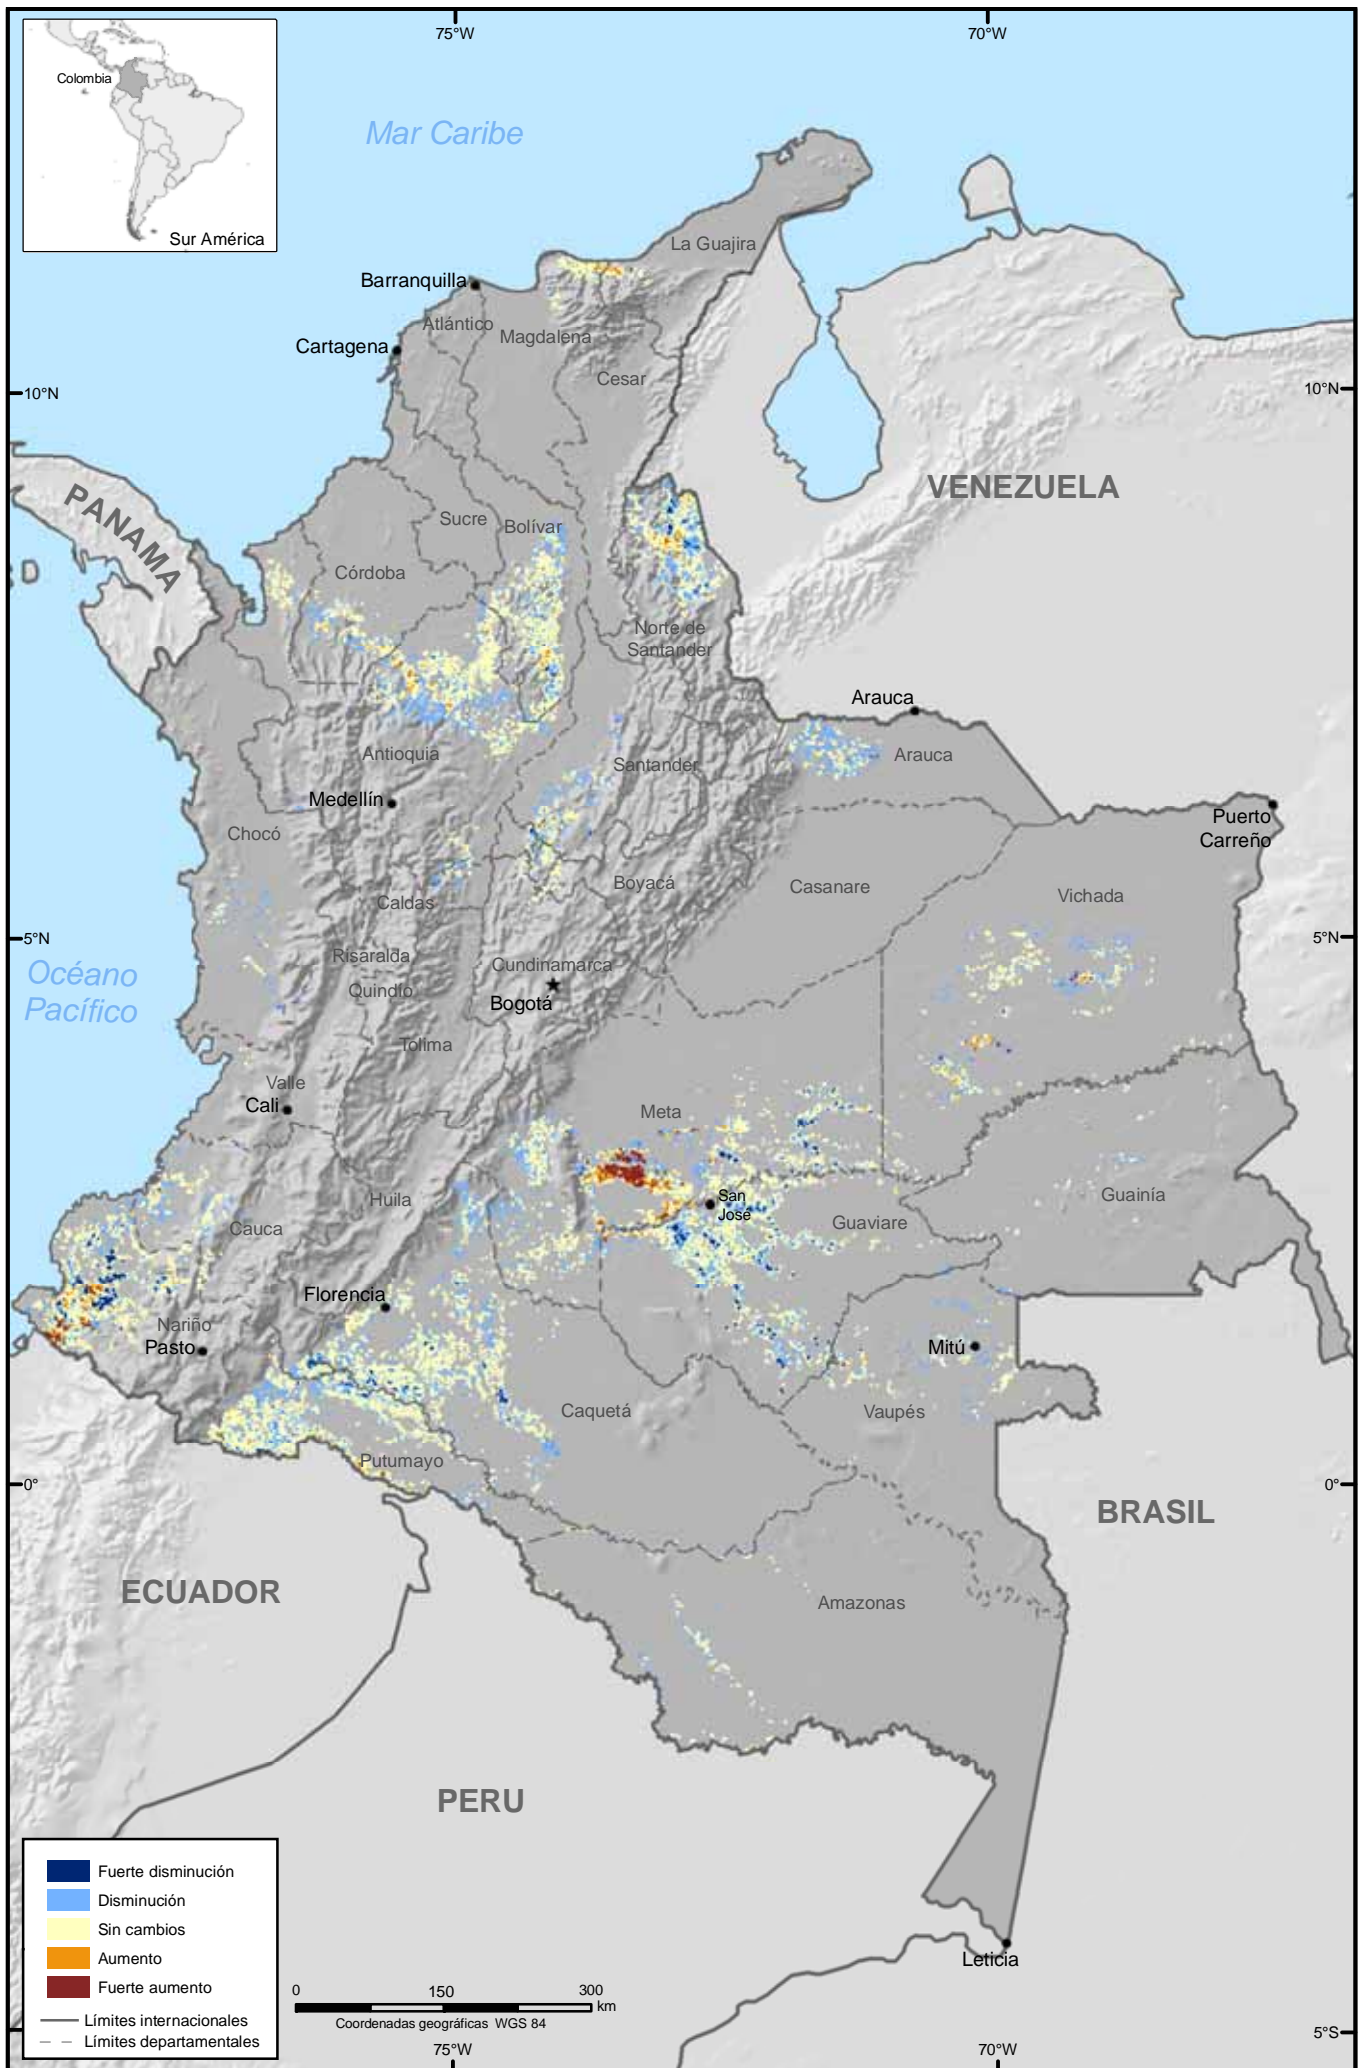 75°W
70°W
Colombia
Sur América
Mar Caribe
La Guajira
Barranquilla
Atlántico
Magdalena
Cartagena
Cesar
10°N
10°N
PANAMA
VENEZUELA
Sucre
Bolívar
Córdoba
Norte de
Santander
Arauca
Arauca
Antioquia
Santander
Medellín
Puerto
Carreño
Chocó
Boyacá
Casanare
Vichada
Caldas
5°N
5°N
Risaralda
Cundinamarca
Océano
Pacífico
Quindío
Bogotá
Tolima
Valle
Cali
Meta
San
José
Huila
Guainía
Cauca
Guaviare
Florencia
Nariño
Pasto
Mitú
Caquetá
Vaupés
Putumayo
0°
0°
BRASIL
ECUADOR
Amazonas
PERU
Fuerte disminución
Disminución
Sin cambios
Aumento
Fuerte aumento
Límites internacionales
Límites departamentales
0
150
300
km
Coordenadas geográficas WGS 84
Leticia
5°S
75°W
70°W